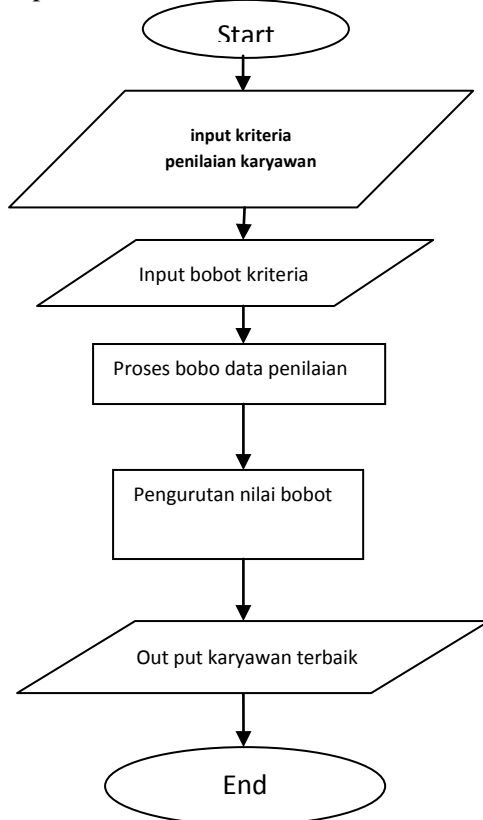 Start
input kriteria
penilaian karyawan
Input bobot kriteria
Proses bobo data penilaian
Pengurutan nilai bobot
Out put karyawan terbaik
End